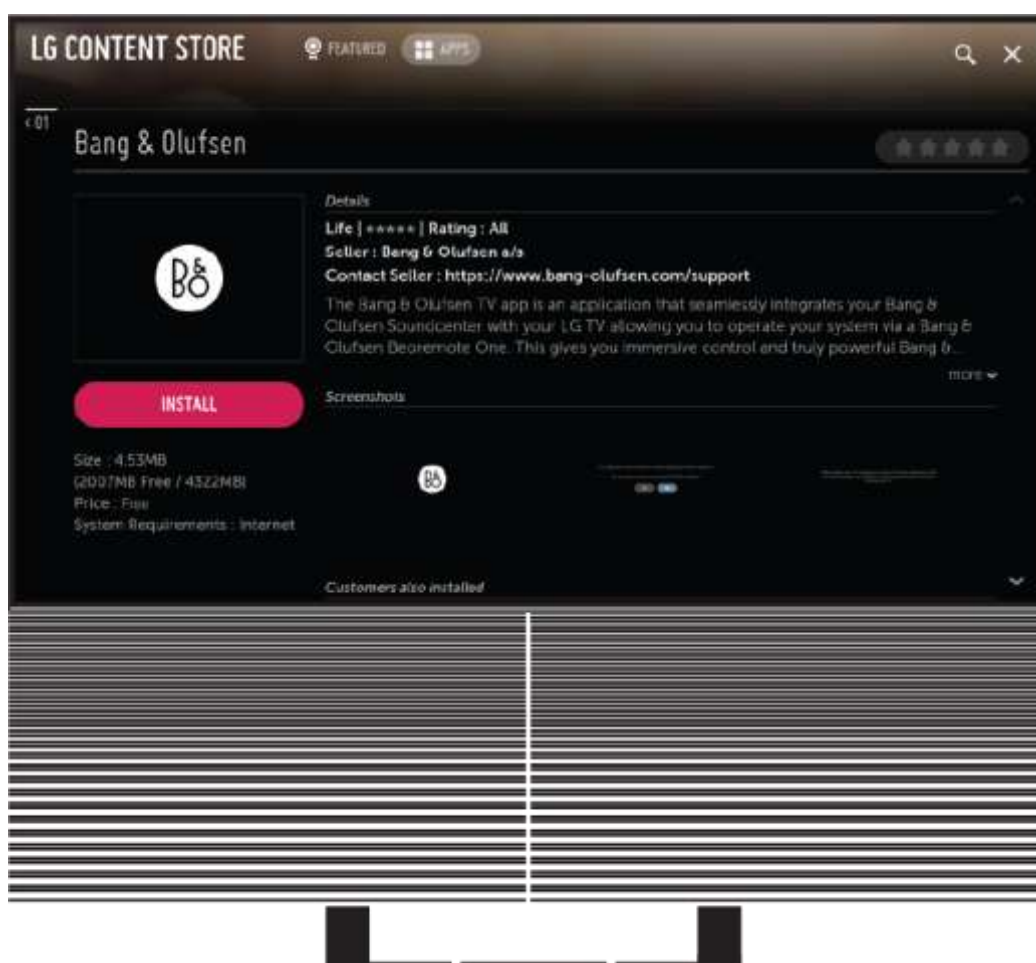 LG CONTENT STORE
FEATURED
APPS
< 01
Bang & Olufsen
Details
Life | ***** | Rating : All
Seller : Bang & Olufsen a/s
Contact Seller : https://www.bang-olufsen.com/support
The Bang & Olufsen TV app is an application that seamlessly integrates your Bang &
Olufsen Soundcenter with your LG TV allowing you to operate your system via a Bang &
Olufsen Beoremote One. This gives you immersive control and truly powerful Bang &...
more
B&O
INSTALL
Size : 4.53MB
(2007MB Free / 4322MB)
Price : Free
System Requirements : Internet
Screenshots
B&O
Customers also installed